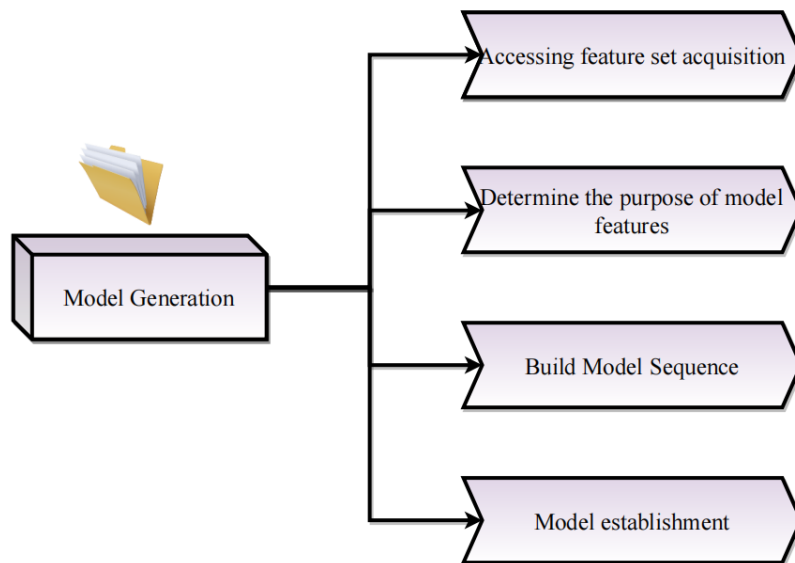 Accessing feature set acquisition
Determine the purpose of model
features
Model Generation
Build Model Sequence
Model establishment